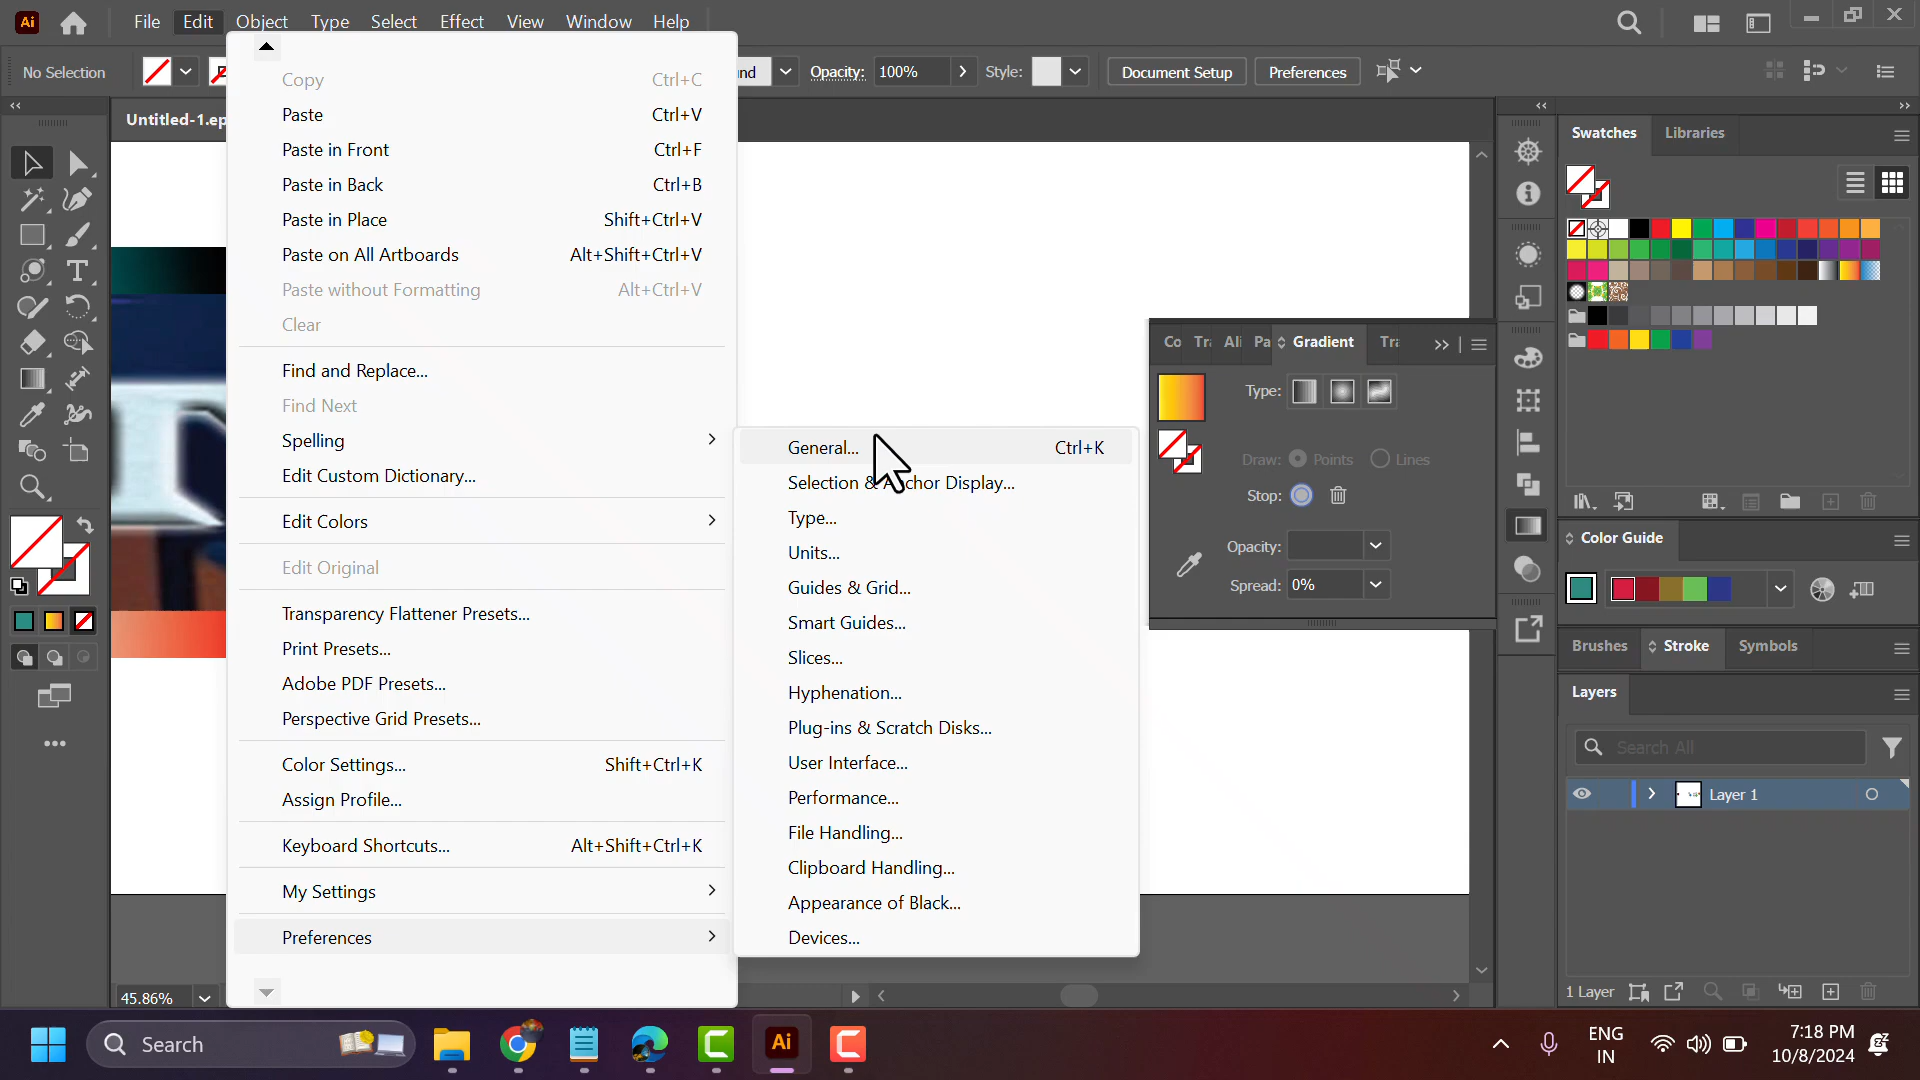 Ai File Edit Object Type Select Effect View Window Help
No Selection nd Opacity: 100% Style: Document Setup Preferences
Untitled-1.ep
Copy Ctrl+C
Paste Ctrl+V
Paste in Front Ctrl+F
Paste in Back Ctrl+B
Paste in Place Shift+Ctrl+V
Paste on All Artboards Alt+Shift+Ctrl+V
Paste without Formatting Alt+Ctrl+V
Clear
Find and Replace...
Find Next
Spelling
Edit Custom Dictionary...
Edit Colors
Edit Original
Transparency Flattener Presets...
Print Presets...
Adobe PDF Presets...
Perspective Grid Presets...
Color Settings... Shift+Ctrl+K
Assign Profile...
Keyboard Shortcuts... Alt+Shift+Ctrl+K
My Settings
Preferences
General... Ctrl+K
Selection & Anchor Display...
Type...
Units...
Guides & Grid...
Smart Guides...
Slices...
Hyphenation...
Plug-ins & Scratch Disks...
User Interface...
Performance...
File Handling...
Clipboard Handling...
Appearance of Black...
Devices...
Co Tra Ali Pa Gradient Tra
Type:
Draw: Points Lines
Stop:
Opacity:
Spread: 0%
Swatches Libraries
Color Guide
Brushes Stroke Symbols
Layers
Search All
Layer 1
1 Layer
45.86%
Search
Ai
ENG
IN
7:18 PM
10/8/2024